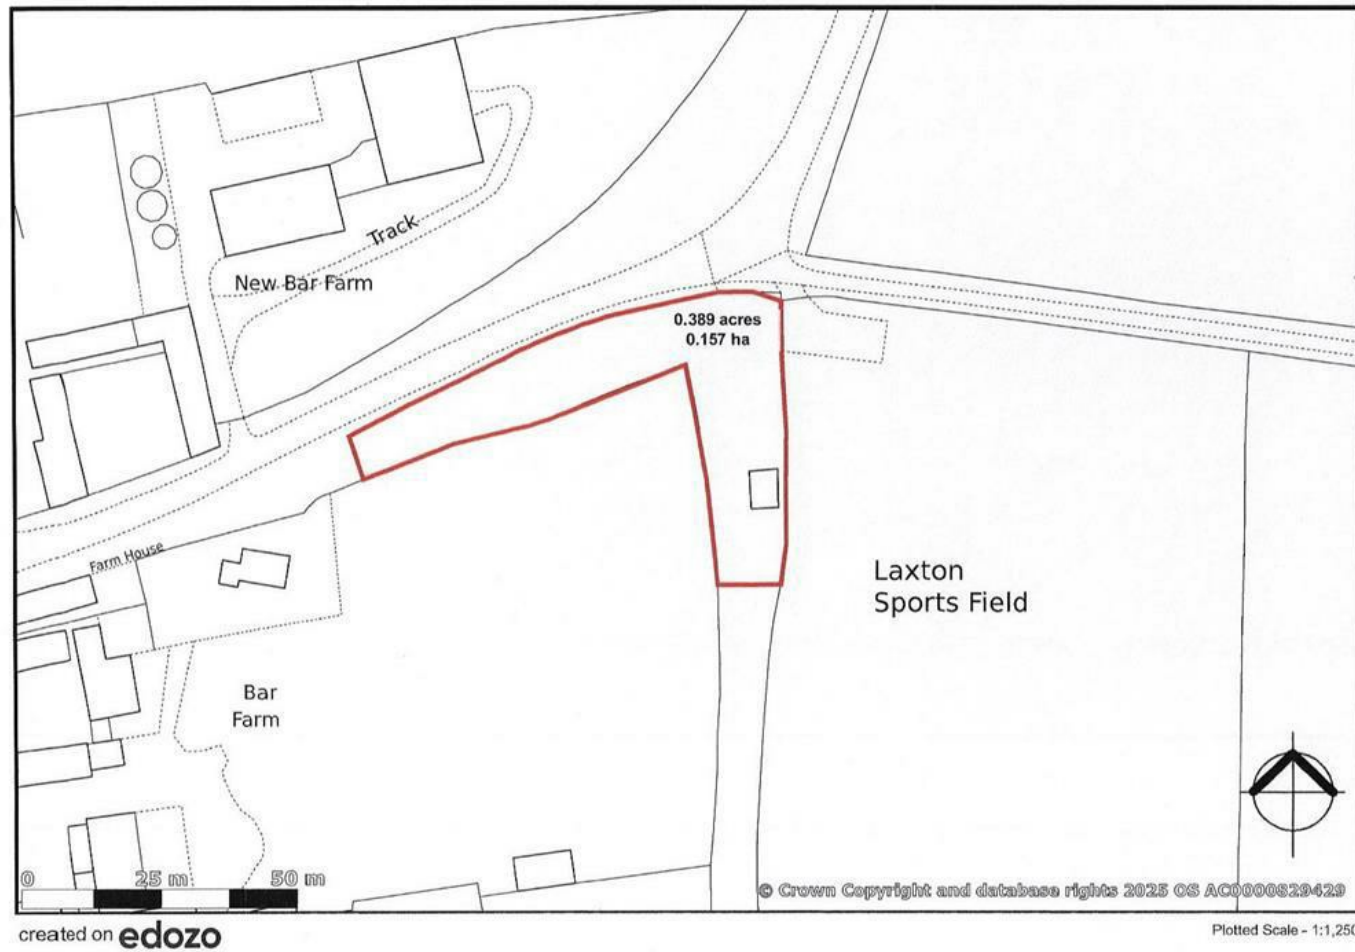 Track
New Bar Farm
0.389 acres
0.157 ha
Farm House
Laxton
Sports Field
Bar
Farm
0 25 m 50 m
© Crown Copyright and database rights 2025 OS AC0000829429
created on edozo
Plotted Scale - 1:1,250